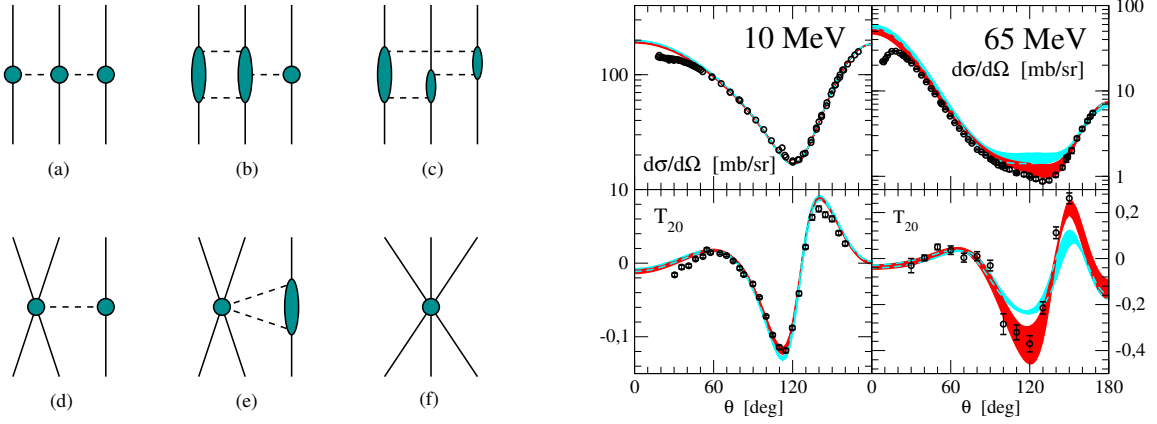 (a)
(b)
(c)
(d)
(e)
(f)
10 MeV
65 MeV
dσ/dΩ [mb/sr]
100
100
10
1
dσ/dΩ [mb/sr]
10
T20
T20
0
-0,1
0,2
0
-0,2
-0,4
0
60
120
0
60
120
180
θ [deg]
θ [deg]